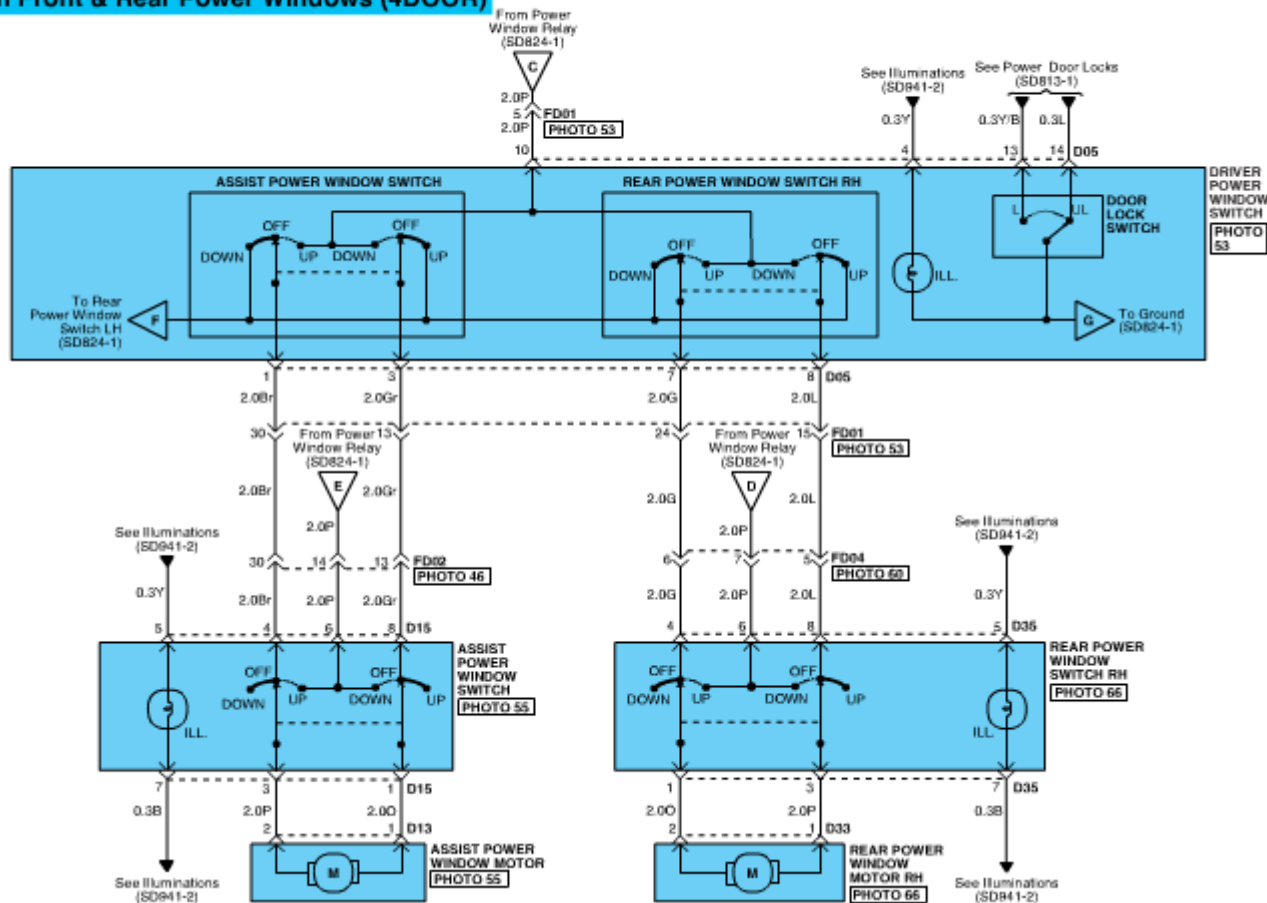 Front & Rear Power Windows (4DOOR)
From Power
Window Relay
(SD824-1)
C
2.0P
5 FD01
2.0P PHOTO 53
10
See Illuminations
(SD941-2)
0.3Y
4
See Power Door Locks
(SD813-1)
0.3Y/B 0.3L
13 14 D05
DRIVER
POWER
WINDOW
SWITCH
PHOTO
53
ASSIST POWER WINDOW SWITCH
OFF OFF
DOWN UP DOWN UP
REAR POWER WINDOW SWITCH RH
OFF OFF
DOWN UP DOWN UP
L UL
DOOR
LOCK
SWITCH
ILL.
To Rear
Power Window
Switch LH
(SD824-1)
F
G
To Ground
(SD824-1)
1 3 7 8 D05
2.0Br 2.0Gr 2.0G 2.0L
30 13 24 15 FD01
PHOTO 53
From Power
Window Relay
(SD824-1)
E
From Power
Window Relay
(SD824-1)
D
2.0Br 2.0Gr 2.0G 2.0L
2.0P 2.0P
See Illuminations
(SD941-2)
See Illuminations
(SD941-2)
30 14 13 FD02
PHOTO 46
6 7 5 FD04
PHOTO 60
0.3Y 2.0Br 2.0P 2.0Gr
2.0G 2.0P 2.0L 0.3Y
5 4 6 8 D15
4 6 8 5 D35
ASSIST
POWER
WINDOW
SWITCH
PHOTO 55
OFF OFF
DOWN UP DOWN UP
ILL.
REAR POWER
WINDOW
SWITCH RH
PHOTO 66
OFF OFF
DOWN UP DOWN UP
ILL.
7 3 1 D15
1 3 7 D35
0.3B 2.0P 2.0O
2.0O 2.0P 0.3B
2 1 D13
2 1 D33
M
ASSIST POWER
WINDOW MOTOR
PHOTO 55
M
REAR POWER
WINDOW
MOTOR RH
PHOTO 66
See Illuminations
(SD941-2)
See Illuminations
(SD941-2)